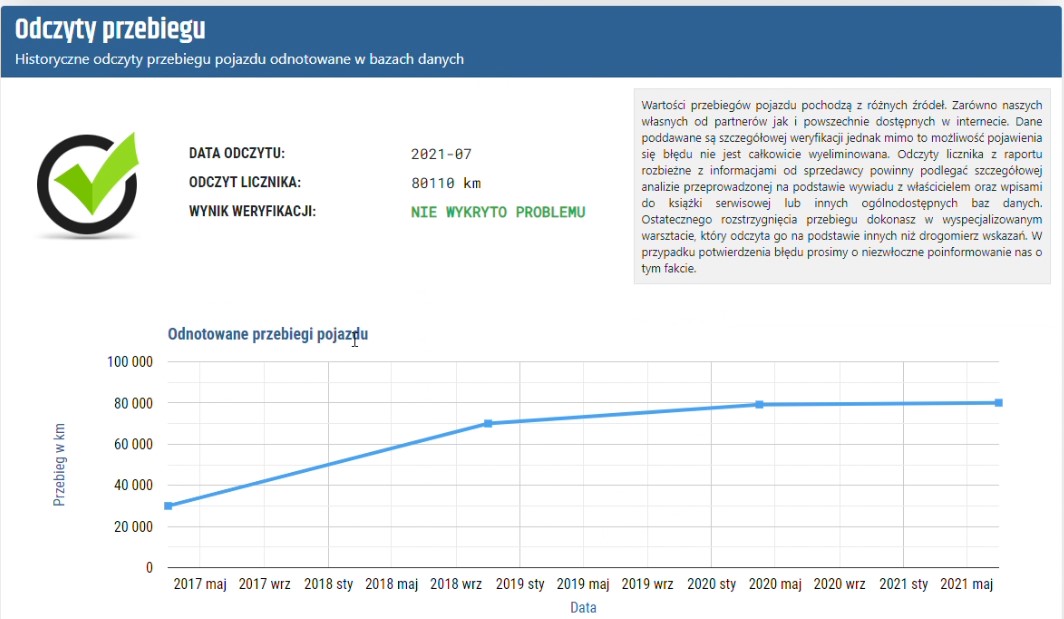 Odczyty przebiegu
Historyczne odczyty przebiegu pojazdu odnotowane w bazach danych
DATA ODCZYTU: 2021-07
ODCZYT LICZNIKA: 80110 km
WYNIK WERYFIKACJI: NIE WYKRYTO PROBLEMU
Wartości przebiegów pojazdu pochodzą z różnych źródeł. Zarówno naszych
własnych od partnerów jak i powszechnie dostępnych w internecie. Dane
poddawane są szczegółowej weryfikacji jednak mimo to możliwość pojawienia
się błędu nie jest całkowicie wyeliminowana. Odczyty licznika z raportu
rozbieżne z informacjami od sprzedawcy powinny podlegać szczegółowej
analizie przeprowadzonej na podstawie wywiadu z właścicielem oraz wpisami
do książki serwisowej lub innych ogólnodostępnych baz danych.
Ostatecznego rozstrzygnięcia przebiegu dokonasz w wyspecjalizowanym
warsztacie, który odczyta go na podstawie innych niż drogomierz wskazań. W
przypadku potwierdzenia błędu prosimy o niezwłoczne poinformowanie nas o
tym fakcie.
Odnotowane przebiegi pojazdu
Przebieg w km
100 000
80 000
60 000
40 000
20 000
0
2017 maj 2017 wrz 2018 sty 2018 maj 2018 wrz 2019 sty 2019 maj 2019 wrz 2020 sty 2020 maj 2020 wrz 2021 sty 2021 maj
Data